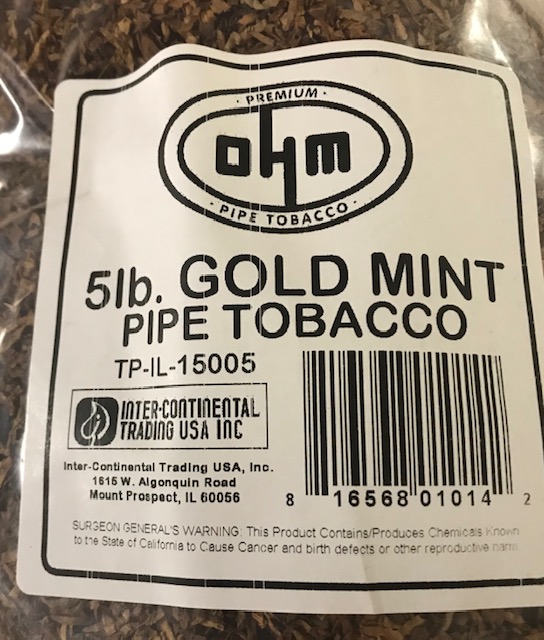 · PREMIUM ·
ohm
· PIPE TOBACCO ·
5lb. GOLD MINT
PIPE TOBACCO
TP-IL-15005
INTER-CONTINENTAL
TRADING USA INC
Inter-Continental Trading USA, Inc.
1615 W. Algonquin Road
Mount Prospect, IL 60056
8 16568 01014 2
SURGEON GENERAL'S WARNING: This Product Contains/Produces Chemicals Known
to the State of California to Cause Cancer and birth defects or other reproductive harm.